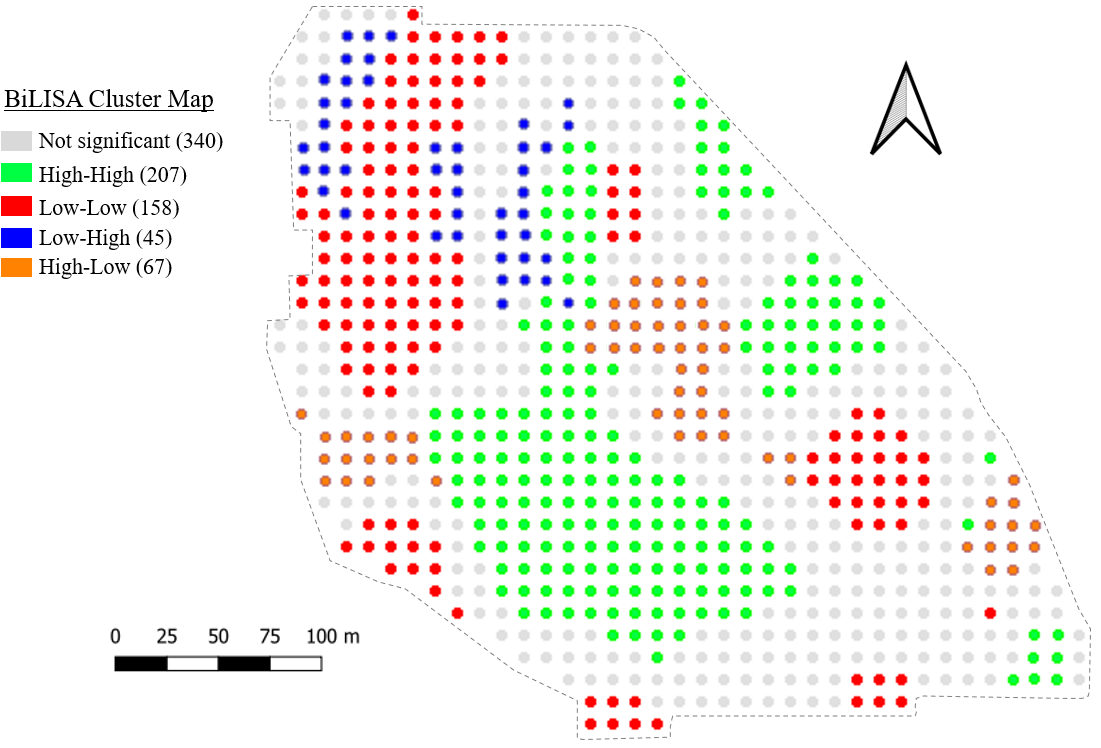 BiLISA Cluster Map
Not significant (340)
High-High (207)
Low-Low (158)
Low-High (45)
High-Low (67)
0 25 50 75 100 m